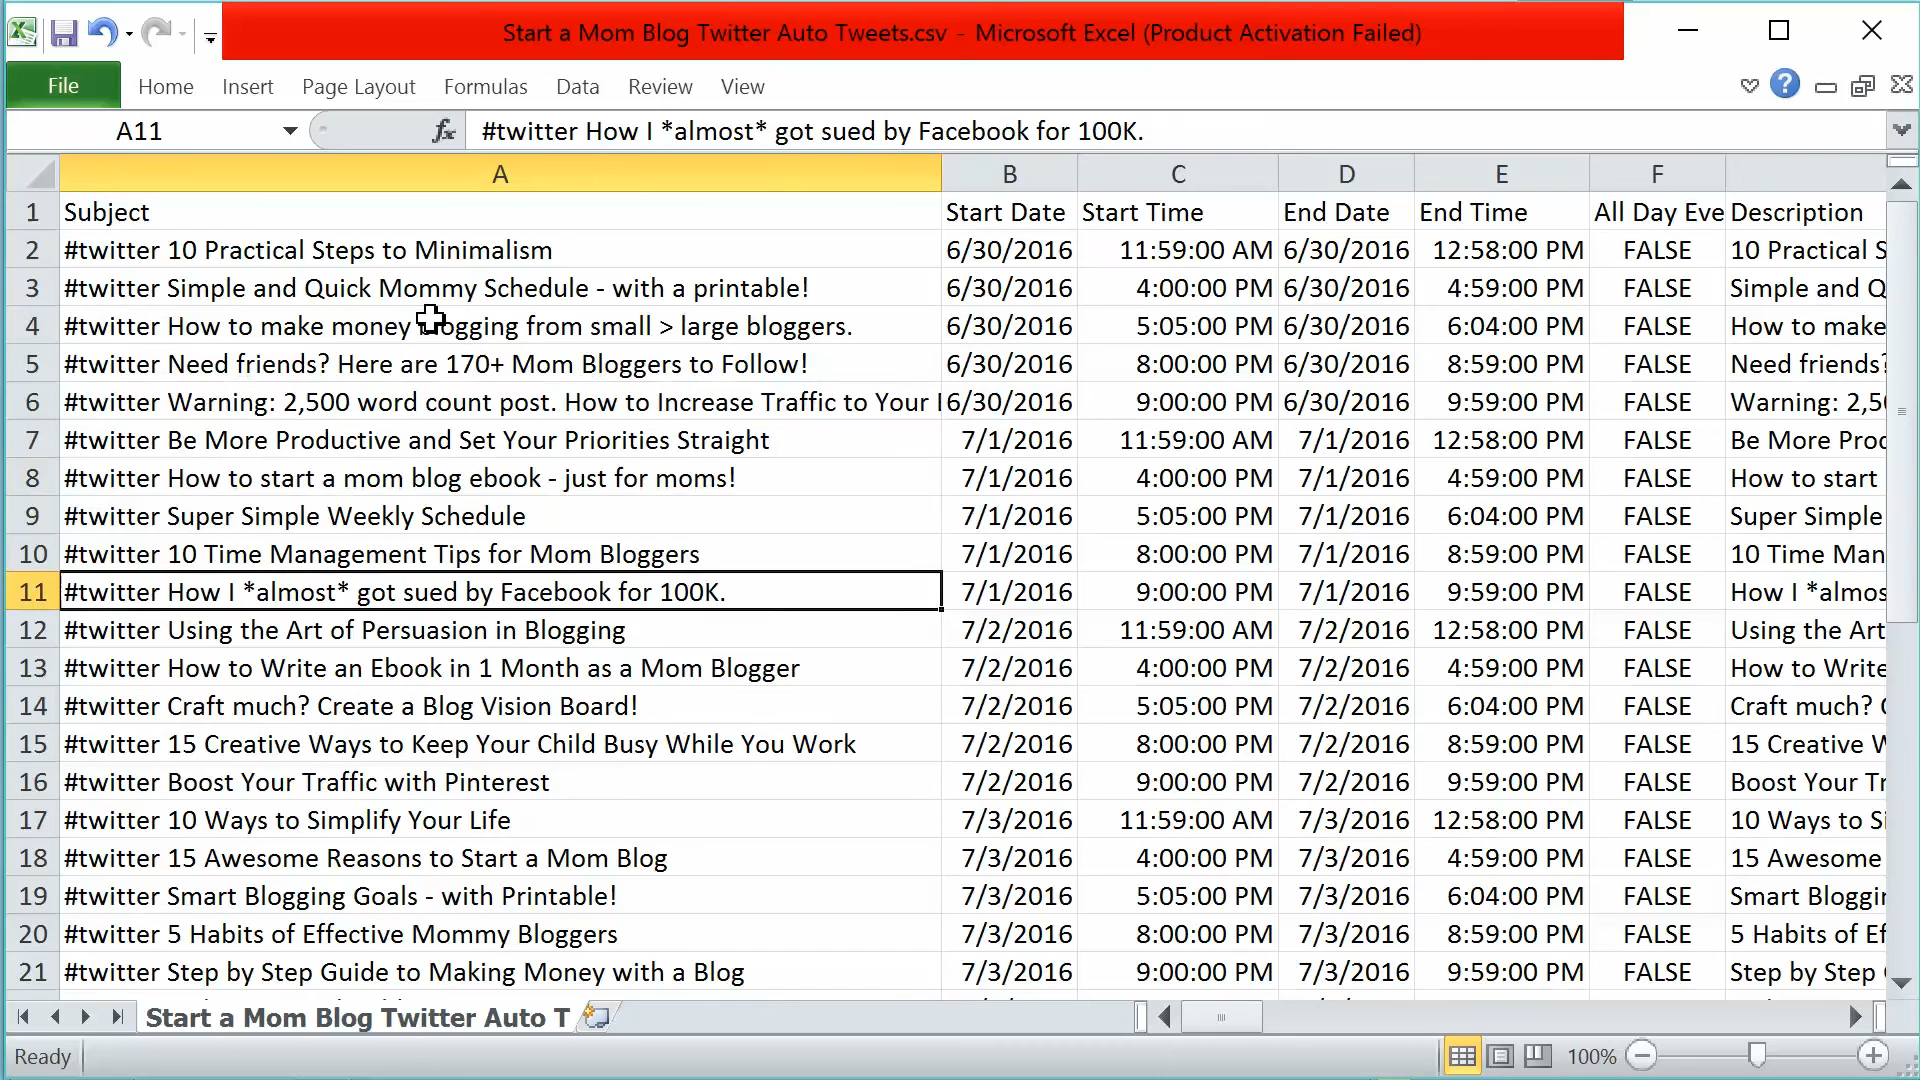 Start a Mom Blog Twitter Auto Tweets.csv - Microsoft Excel (Product Activation Failed)
File Home Insert Page Layout Formulas Data Review View
A11 fx #twitter How I *almost* got sued by Facebook for 100K.
A B C D E F
1 Subject Start Date Start Time End Date End Time All Day Eve Description
2 #twitter 10 Practical Steps to Minimalism 6/30/2016 11:59:00 AM 6/30/2016 12:58:00 PM FALSE 10 Practical S
3 #twitter Simple and Quick Mommy Schedule - with a printable! 6/30/2016 4:00:00 PM 6/30/2016 4:59:00 PM FALSE Simple and Q
4 #twitter How to make money blogging from small > large bloggers. 6/30/2016 5:05:00 PM 6/30/2016 6:04:00 PM FALSE How to make
5 #twitter Need friends? Here are 170+ Mom Bloggers to Follow! 6/30/2016 8:00:00 PM 6/30/2016 8:59:00 PM FALSE Need friends?
6 #twitter Warning: 2,500 word count post. How to Increase Traffic to Your 6/30/2016 9:00:00 PM 6/30/2016 9:59:00 PM FALSE Warning: 2,50
7 #twitter Be More Productive and Set Your Priorities Straight 7/1/2016 11:59:00 AM 7/1/2016 12:58:00 PM FALSE Be More Proc
8 #twitter How to start a mom blog ebook - just for moms! 7/1/2016 4:00:00 PM 7/1/2016 4:59:00 PM FALSE How to start
9 #twitter Super Simple Weekly Schedule 7/1/2016 5:05:00 PM 7/1/2016 6:04:00 PM FALSE Super Simple
10 #twitter 10 Time Management Tips for Mom Bloggers 7/1/2016 8:00:00 PM 7/1/2016 8:59:00 PM FALSE 10 Time Man
11 #twitter How I *almost* got sued by Facebook for 100K. 7/1/2016 9:00:00 PM 7/1/2016 9:59:00 PM FALSE How I *almos
12 #twitter Using the Art of Persuasion in Blogging 7/2/2016 11:59:00 AM 7/2/2016 12:58:00 PM FALSE Using the Art
13 #twitter How to Write an Ebook in 1 Month as a Mom Blogger 7/2/2016 4:00:00 PM 7/2/2016 4:59:00 PM FALSE How to Write
14 #twitter Craft much? Create a Blog Vision Board! 7/2/2016 5:05:00 PM 7/2/2016 6:04:00 PM FALSE Craft much?
15 #twitter 15 Creative Ways to Keep Your Child Busy While You Work 7/2/2016 8:00:00 PM 7/2/2016 8:59:00 PM FALSE 15 Creative
16 #twitter Boost Your Traffic with Pinterest 7/2/2016 9:00:00 PM 7/2/2016 9:59:00 PM FALSE Boost Your Tr
17 #twitter 10 Ways to Simplify Your Life 7/3/2016 11:59:00 AM 7/3/2016 12:58:00 PM FALSE 10 Ways to Si
18 #twitter 15 Awesome Reasons to Start a Mom Blog 7/3/2016 4:00:00 PM 7/3/2016 4:59:00 PM FALSE 15 Awesome
19 #twitter Smart Blogging Goals - with Printable! 7/3/2016 5:05:00 PM 7/3/2016 6:04:00 PM FALSE Smart Bloggin
20 #twitter 5 Habits of Effective Mommy Bloggers 7/3/2016 8:00:00 PM 7/3/2016 8:59:00 PM FALSE 5 Habits of Ef
21 #twitter Step by Step Guide to Making Money with a Blog 7/3/2016 9:00:00 PM 7/3/2016 9:59:00 PM FALSE Step by Step
Start a Mom Blog Twitter Auto T
Ready 100%